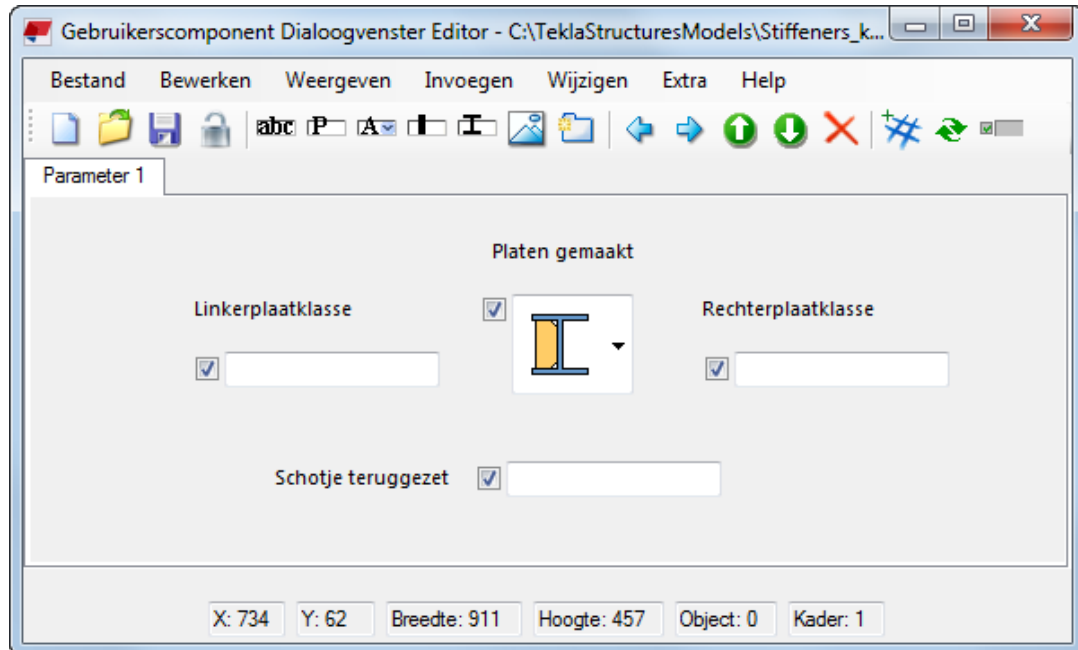 Gebruikerscomponent Dialoogvenster Editor - C:\TeklaStructuresModels\Stiffeners_k...
Bestand Bewerken Weergeven Invoegen Wijzigen Extra Help
abc P A
Parameter 1
Platen gemaakt
Linkerplaatklasse
Rechterplaatklasse
Schotje teruggezet
X: 734 Y: 62 Breedte: 911 Hoogte: 457 Object: 0 Kader: 1